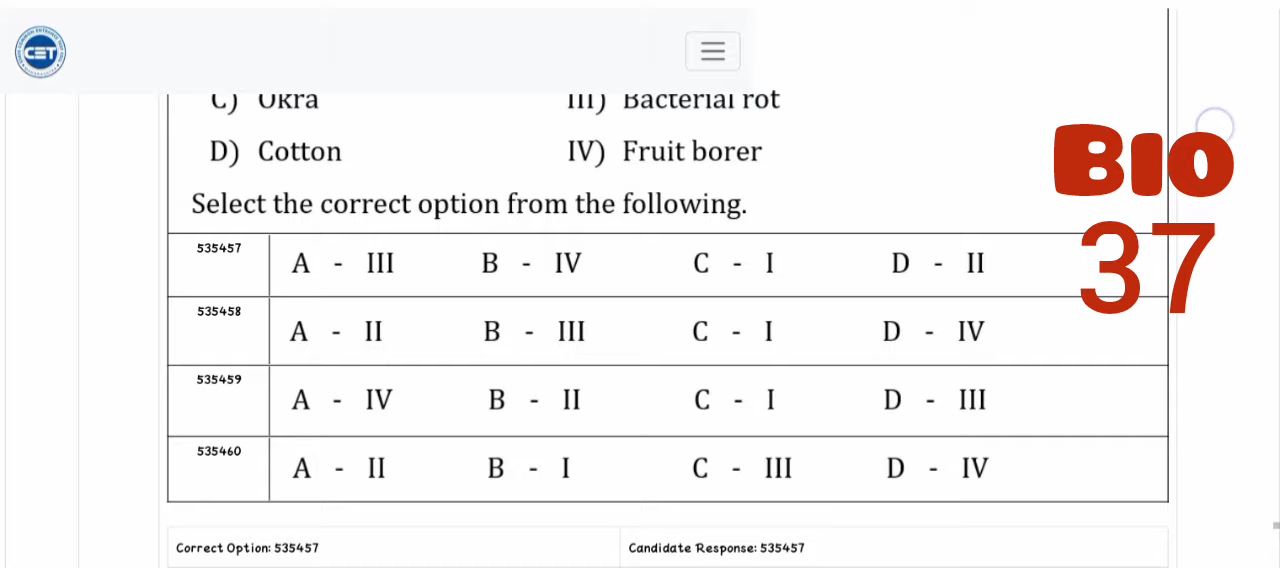 CET
C) Okra III) Bacterial rot
D) Cotton IV) Fruit borer
Select the correct option from the following.
535457 A - III B - IV C - I D - II
535458 A - II B - III C - I D - IV
535459 A - IV B - II C - I D - III
535460 A - II B - I C - III D - IV
Correct Option: 535457 Candidate Response: 535457
BIO
37